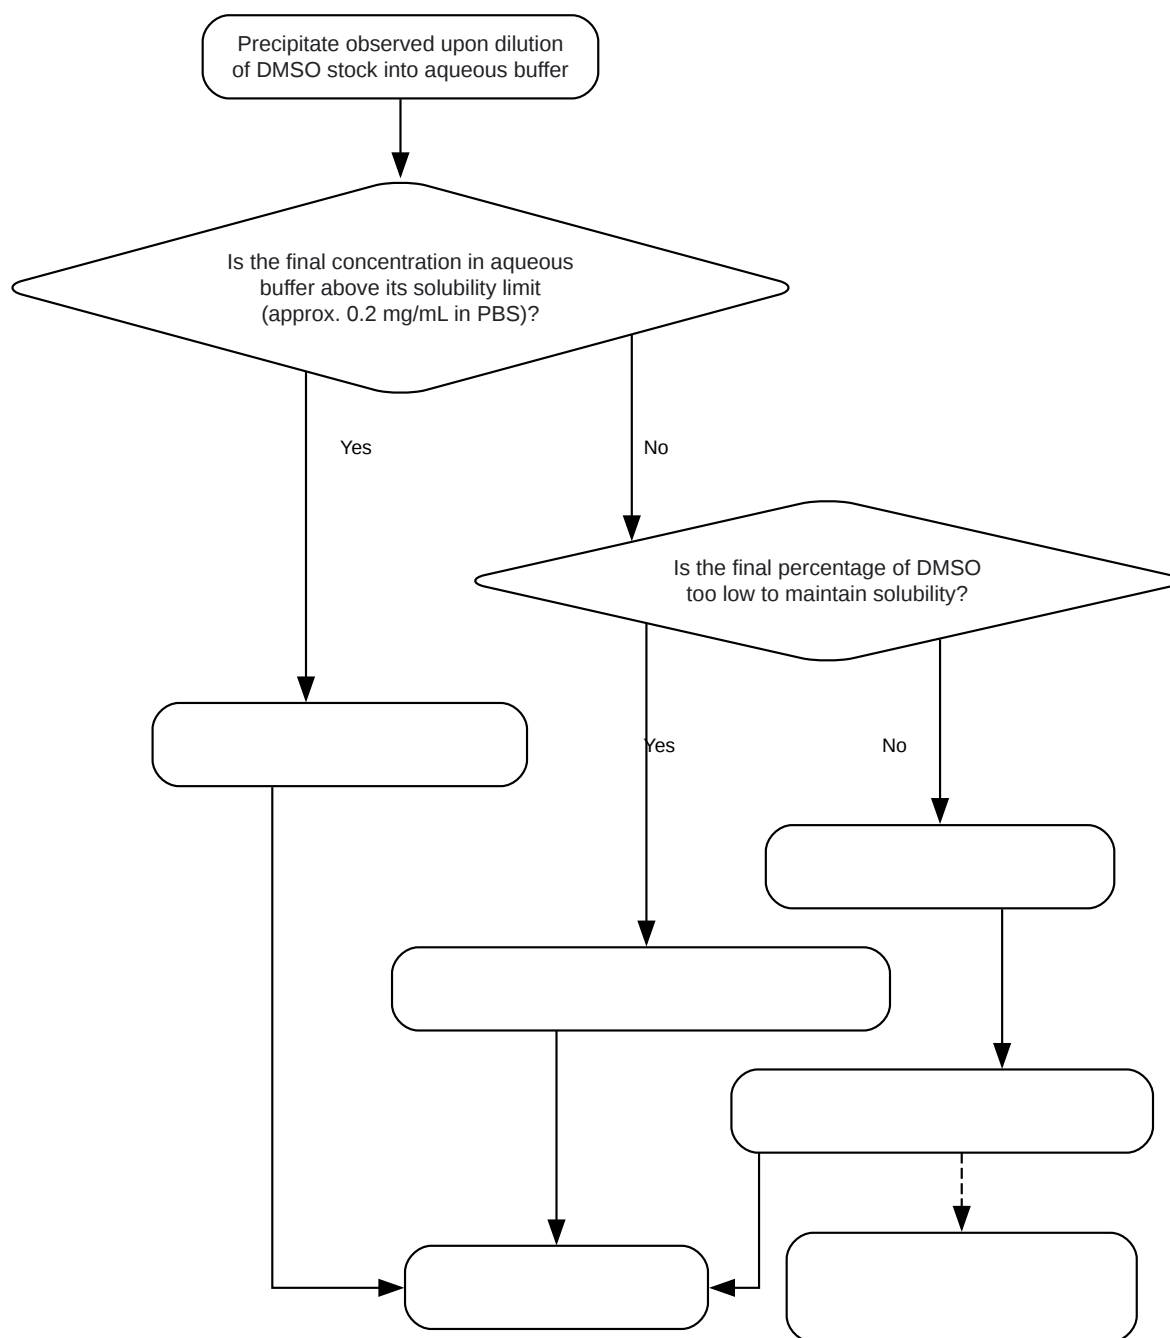 Precipitate observed upon dilution
of DMSO stock into aqueous buffer
Is the final concentration in aqueous
buffer above its solubility limit
(approx. 0.2 mg/mL in PBS)?
Yes
No
Is the final percentage of DMSO
too low to maintain solubility?
Yes
No